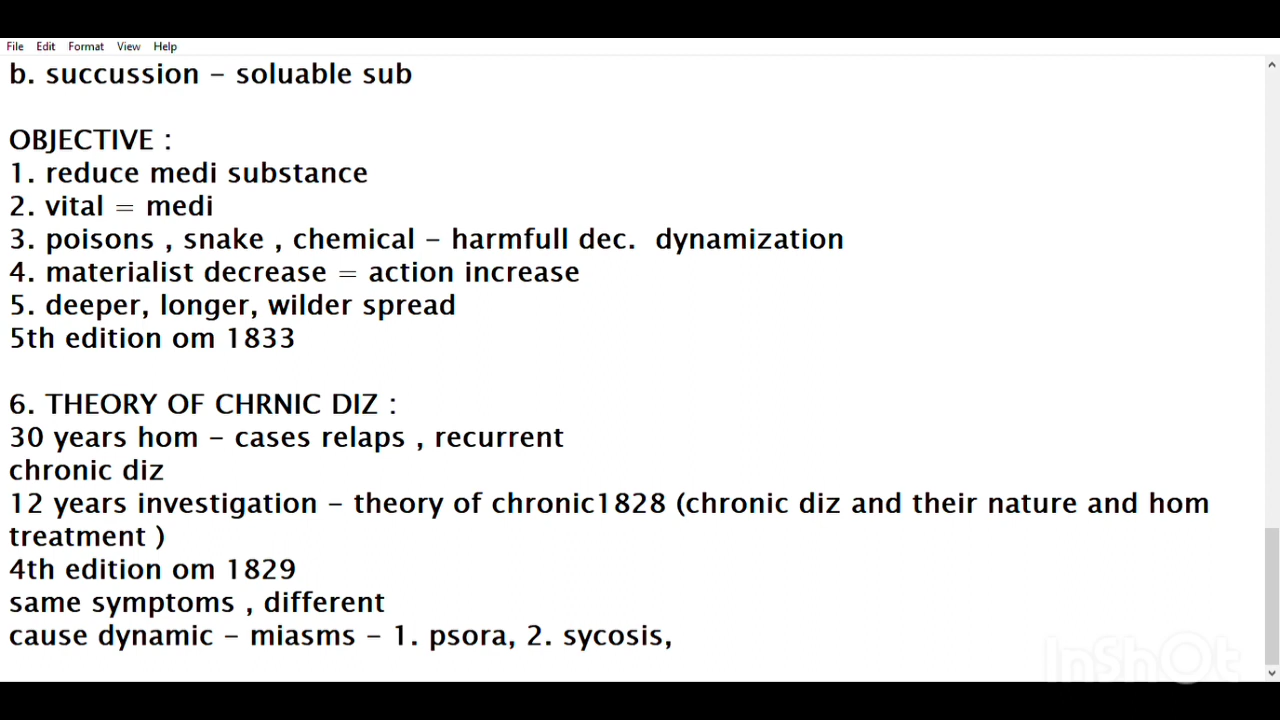 File Edit Format View Help
b. succussion - soluable sub
OBJECTIVE :
1. reduce medi substance
2. vital = medi
3. poisons , snake , chemical - harmfull dec.  dynamization
4. materialist decrease = action increase
5. deeper, longer, wilder spread
5th edition om 1833
6. THEORY OF CHRNIC DIZ :
30 years hom - cases relaps , recurrent
chronic diz
12 years investigation - theory of chronic1828 (chronic diz and their nature and hom
treatment )
4th edition om 1829
same symptoms , different
cause dynamic - miasms - 1. psora, 2. sycosis,
InShOt